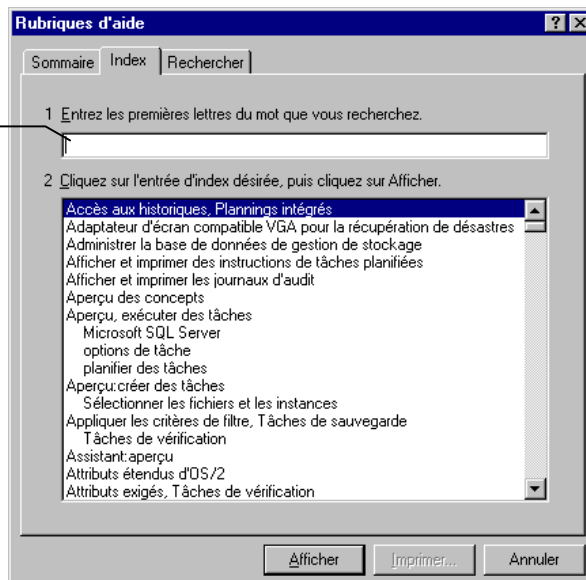 Rubriques d'aide
Sommaire Index Rechercher
1 Entrez les premières lettres du mot que vous recherchez.
2 Cliquez sur l'entrée d'index désirée, puis cliquez sur Afficher.
Accès aux historiques, Plannings intégrés
Adaptateur d'écran compatible VGA pour la récupération de désastres
Administrer la base de données de gestion de stockage
Afficher et imprimer des instructions de tâches planifiées
Afficher et imprimer les journaux d'audit
Aperçu des concepts
Aperçu, exécuter des tâches
Microsoft SQL Server
options de tâche
planifier des tâches
Aperçu:créer des tâches
Sélectionner les fichiers et les instances
Appliquer les critères de filtre, Tâches de sauvegarde
Tâches de vérification
Assistant:aperçu
Attributs étendus d'OS/2
Attributs exigés, Tâches de vérification
Afficher Imprimer... Annuler